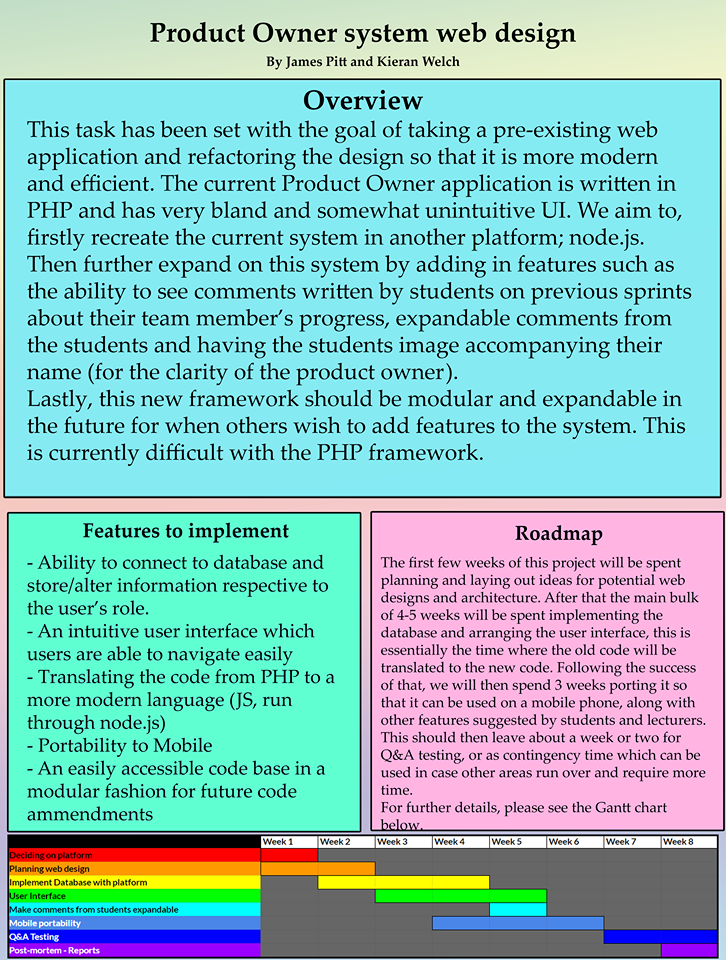 Product Owner system web design
By James Pitt and Kieran Welch
Overview
This task has been set with the goal of taking a pre-existing web
application and refactoring the design so that it is more modern
and efficient. The current Product Owner application is written in
PHP and has very bland and somewhat unintuitive UI. We aim to,
firstly recreate the current system in another platform; node.js.
Then further expand on this system by adding in features such as
the ability to see comments written by students on previous sprints
about their team member's progress, expandable comments from
the students and having the students image accompanying their
name (for the clarity of the product owner).
Lastly, this new framework should be modular and expandable in
the future for when others wish to add features to the system. This
is currently difficult with the PHP framework.
Features to implement
- Ability to connect to database and
store/alter information respective to
the user's role.
- An intuitive user interface which
users are able to navigate easily
- Translating the code from PHP to a
more modern language (JS, run
through node.js)
- Portability to Mobile
- An easily accessible code base in a
modular fashion for future code
ammendments
Roadmap
The first few weeks of this project will be spent
planning and laying out ideas for potential web
designs and architecture. After that the main bulk
of 4-5 weeks will be spent implementing the
database and arranging the user interface, this is
essentially the time where the old code will be
translated to the new code. Following the success
of that, we will then spend 3 weeks porting it so
that it can be used on a mobile phone, along with
other features suggested by students and lecturers.
This should then leave about a week or two for
Q&A testing, or as contingency time which can be
used in case other areas run over and require more
time.
For further details, please see the Gantt chart
below.
Week 1 Week 2 Week 3 Week 4 Week 5 Week 6 Week 7 Week 8
Deciding on platform
Planning web design
Implement Database with platform
User Interface
Make comments from students expandable
Mobile portability
Q&A Testing
Post-mortem - Reports